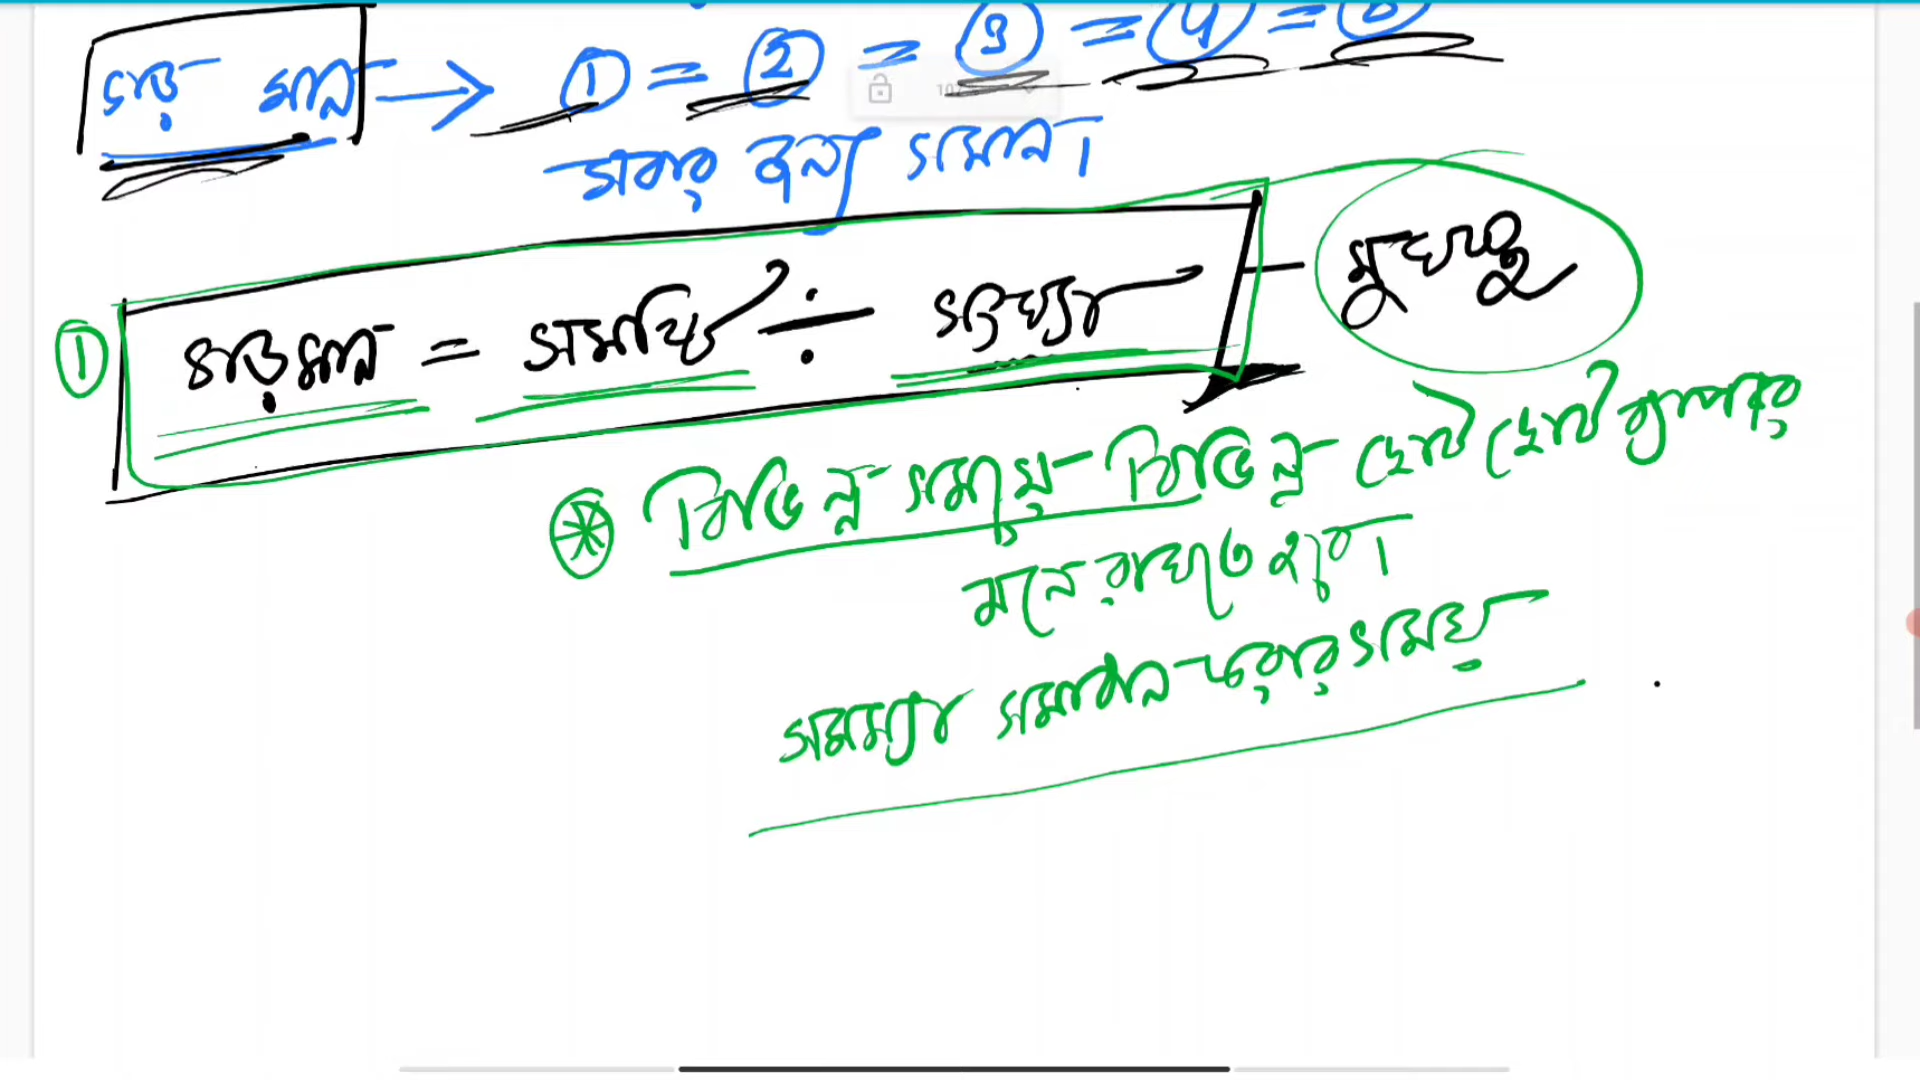 গড় মান → ① = ② = ③ = ④ = ⑤
সবার জন্য সমান।
① গড়মান = সমষ্টি ÷ সংখ্যা — মুখস্থ
বিভিন্ন সময় বিভিন্ন ছোট ছোট ব্যাপার
মনে রাখতে হবে।
সমস্যা সমাধান করার সময়